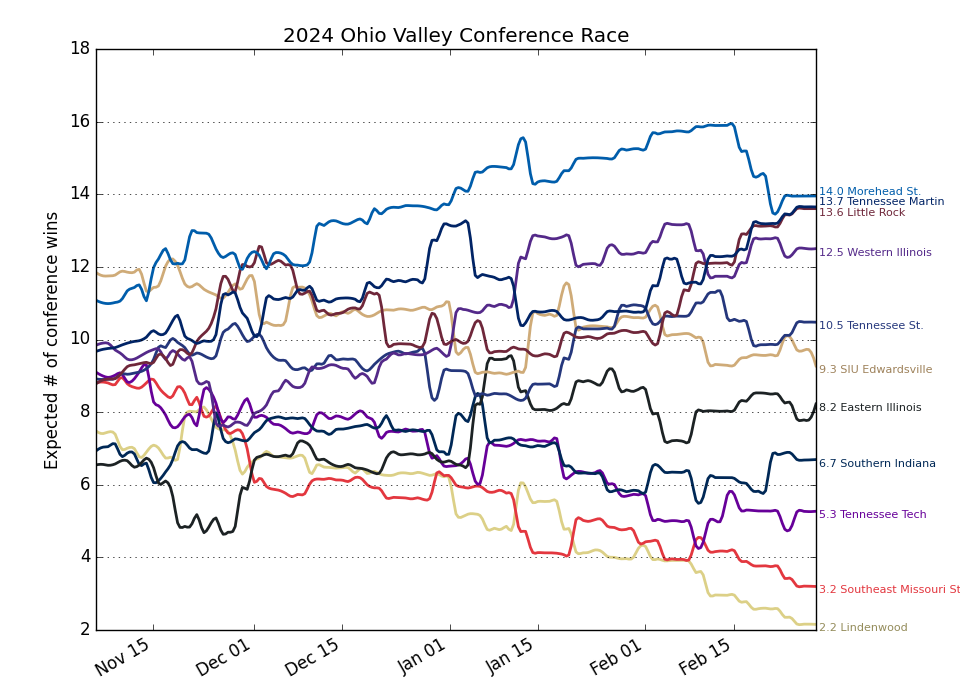 2024 Ohio Valley Conference Race
Expected # of conference wins
18
16
14
12
10
8
6
4
2
14.0 Morehead St.
13.7 Tennessee Martin
13.6 Little Rock
12.5 Western Illinois
10.5 Tennessee St.
9.3 SIU Edwardsville
8.2 Eastern Illinois
6.7 Southern Indiana
5.3 Tennessee Tech
3.2 Southeast Missouri St
2.2 Lindenwood
Nov 15
Dec 01
Dec 15
Jan 01
Jan 15
Feb 01
Feb 15